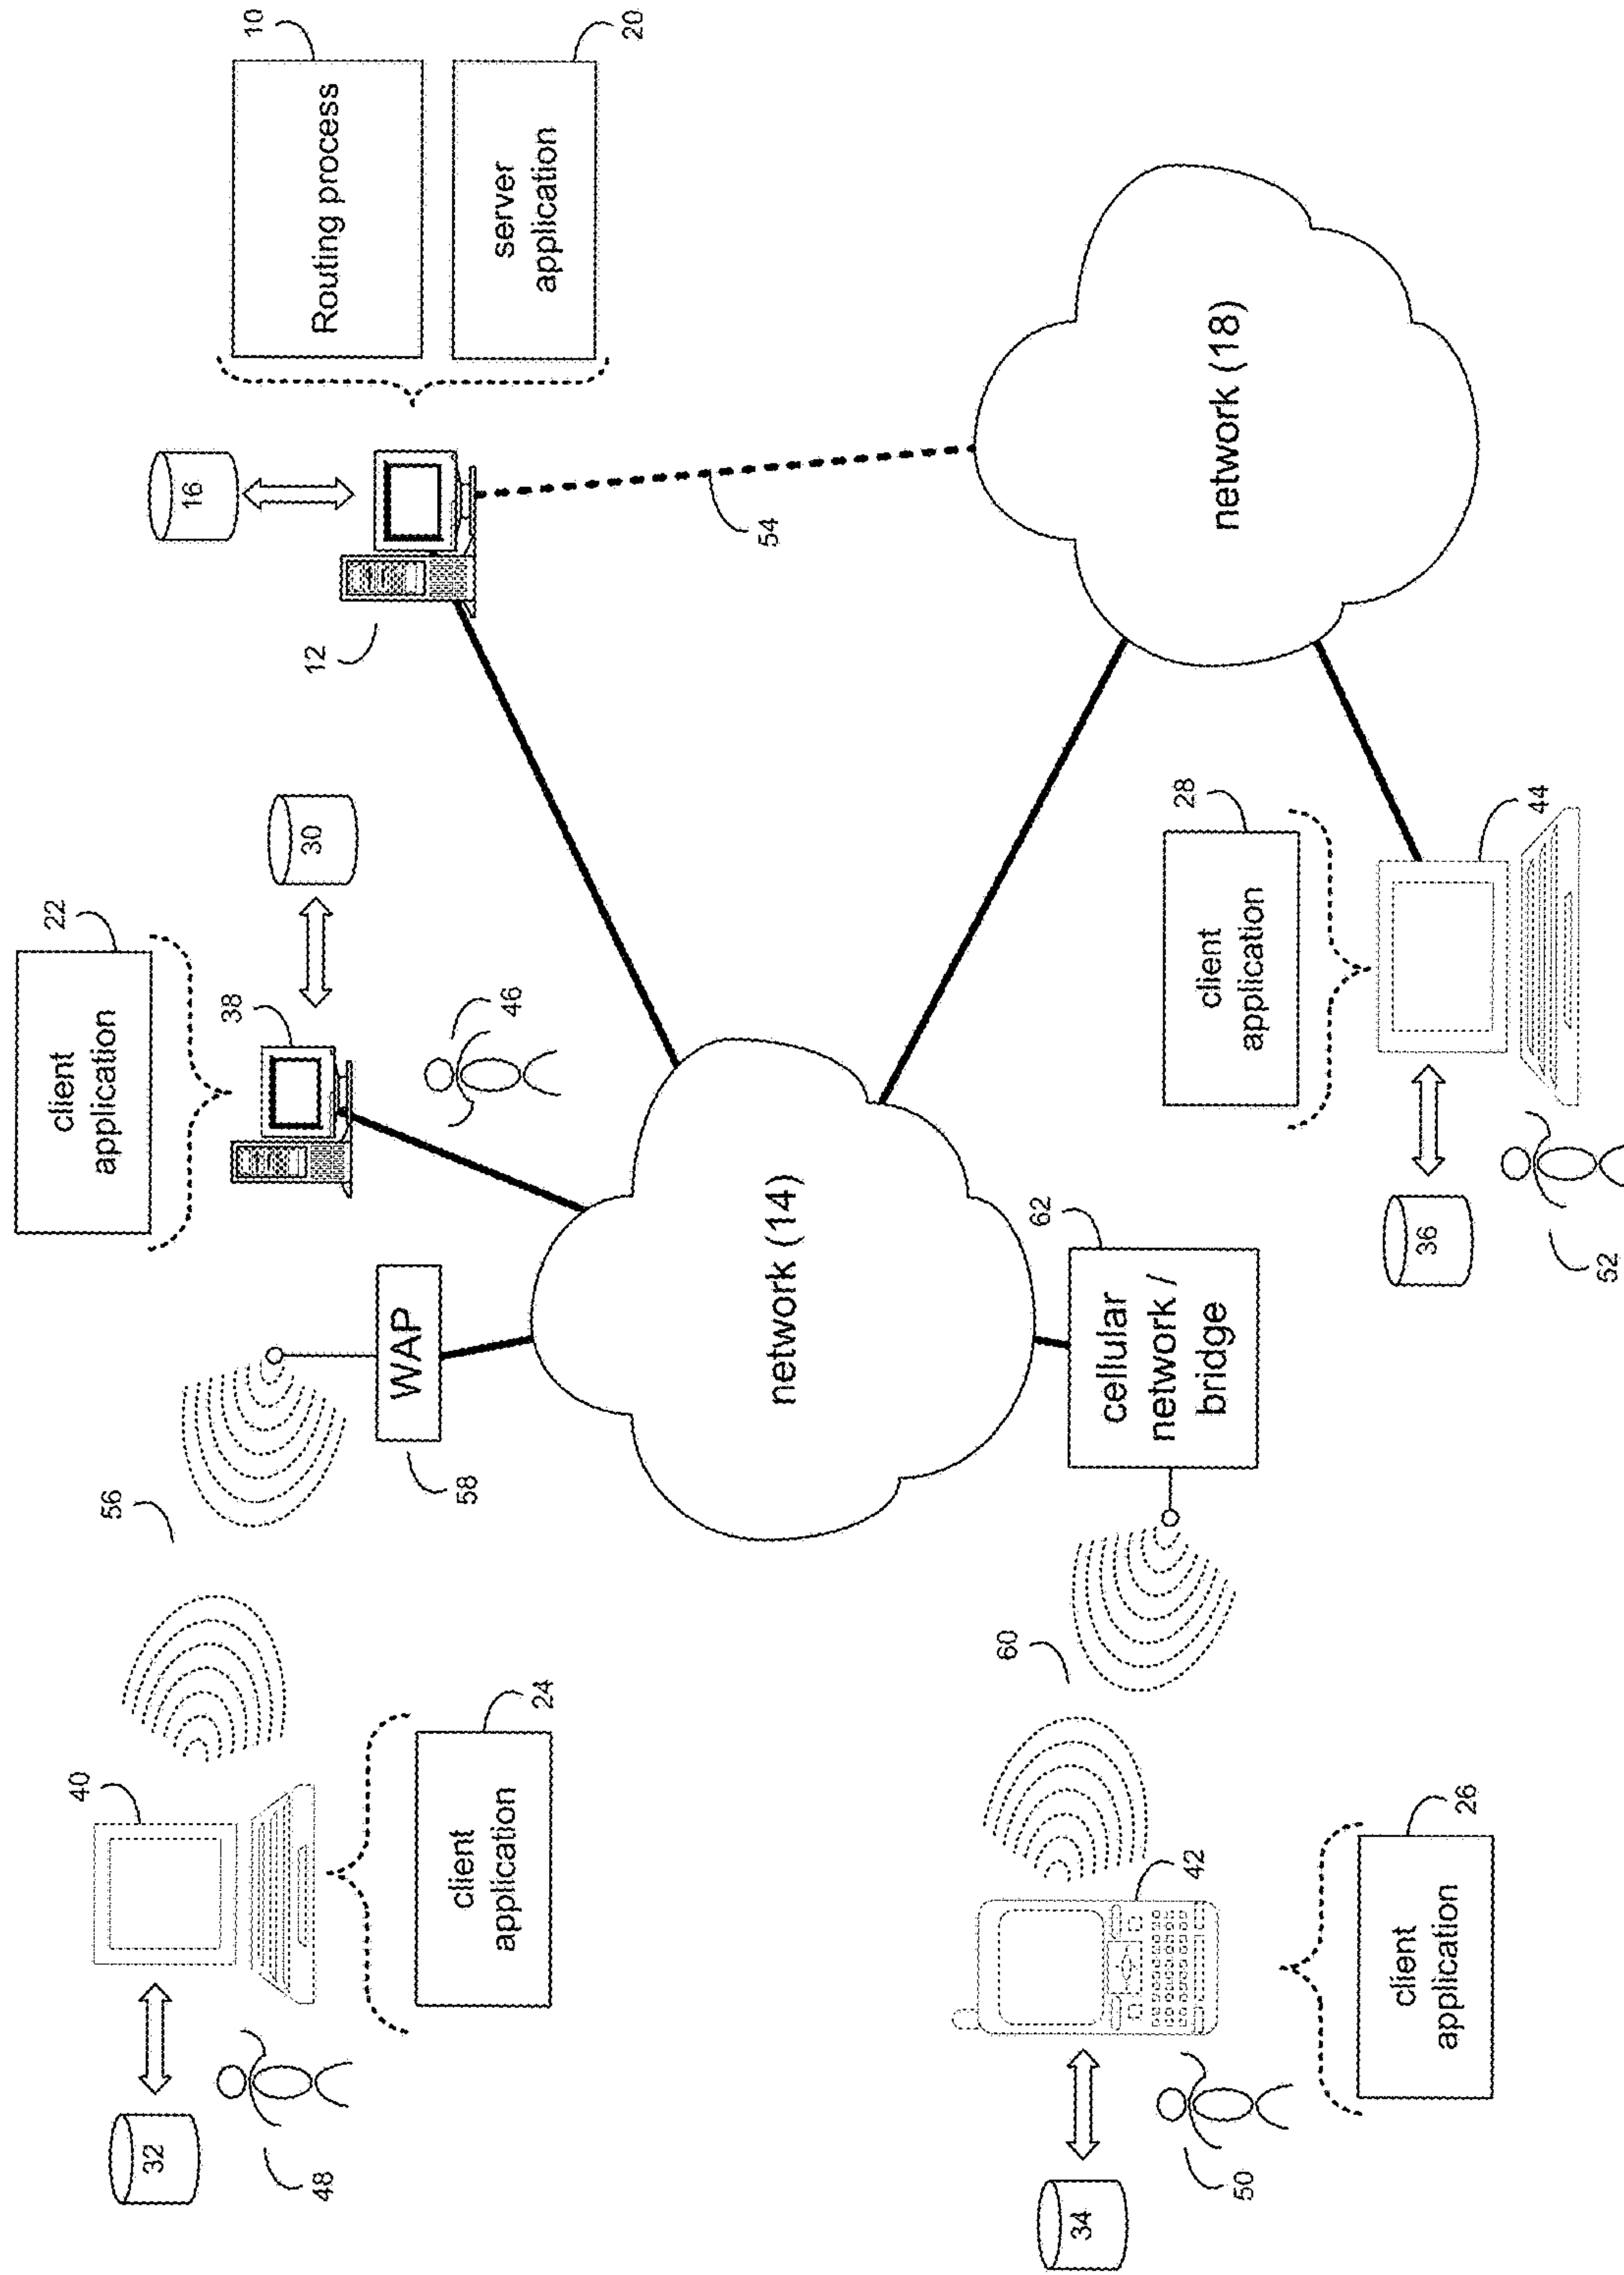 client
application
22
40
32
56
38
30
16
10
Routing process
12
48
WAP
58
46
client
application
24
server
application
20
network (14)
54
60
62
cellular
network /
bridge
34
42
50
28
client
application
network (18)
client
application
26
36
44
52